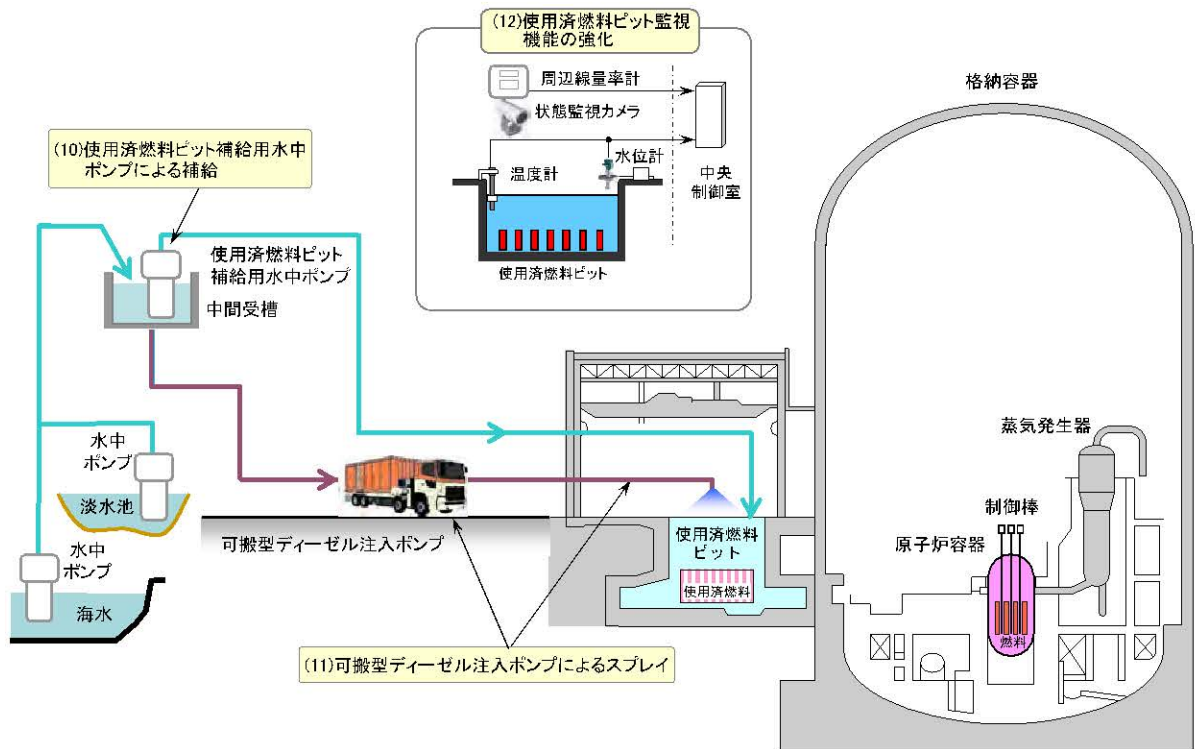 (12)使用済燃料ピット監視
機能の強化
周辺線量率計
状態監視カメラ
水位計
温度計
中央
制御室
使用済燃料ピット
格納容器
(10)使用済燃料ピット補給用水中
ポンプによる補給
使用済燃料ピット
補給用水中ポンプ
中間受槽
水中
ポンプ
淡水池
水中
ポンプ
海水
可搬型ディーゼル注入ポンプ
使用済燃料
ピット
使用済燃料
蒸気発生器
制御棒
原子炉容器
燃料
(11)可搬型ディーゼル注入ポンプによるスプレイ